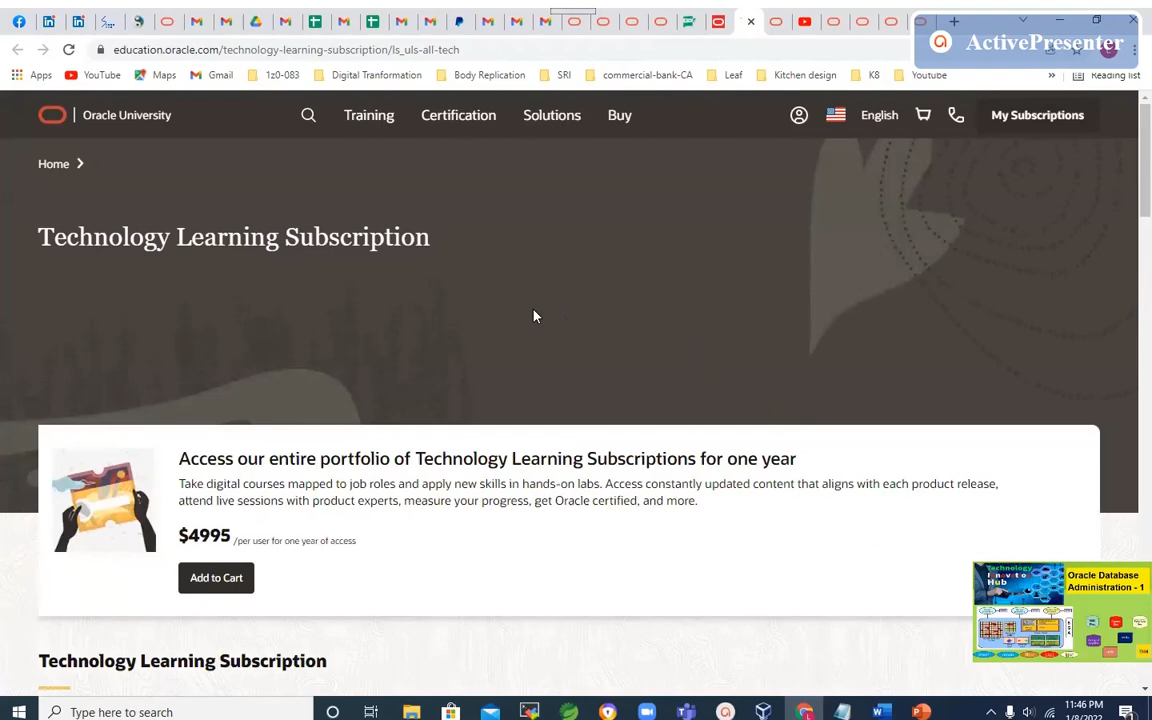 ActivePresenter
education.oracle.com/technology-learning-subscription/ls_uls-all-tech
Apps
YouTube
Maps
Gmail
1z0-083
Digital Tranformation
Body Replication
SRI
commercial-bank-CA
Leaf
Kitchen design
K8
Youtube
»
Reading list
Oracle University
Training
Certification
Solutions
Buy
English
My Subscriptions
Home
Technology Learning Subscription
Access our entire portfolio of Technology Learning Subscriptions for one year
Take digital courses mapped to job roles and apply new skills in hands-on labs. Access constantly updated content that aligns with each product release,
attend live sessions with product experts, measure your progress, get Oracle certified, and more.
$4995 /per user for one year of access
Add to Cart
Technology
Hub
Oracle Database
Administration - 1
Technology Learning Subscription
Type here to search
11:46 PM
1/8/2022